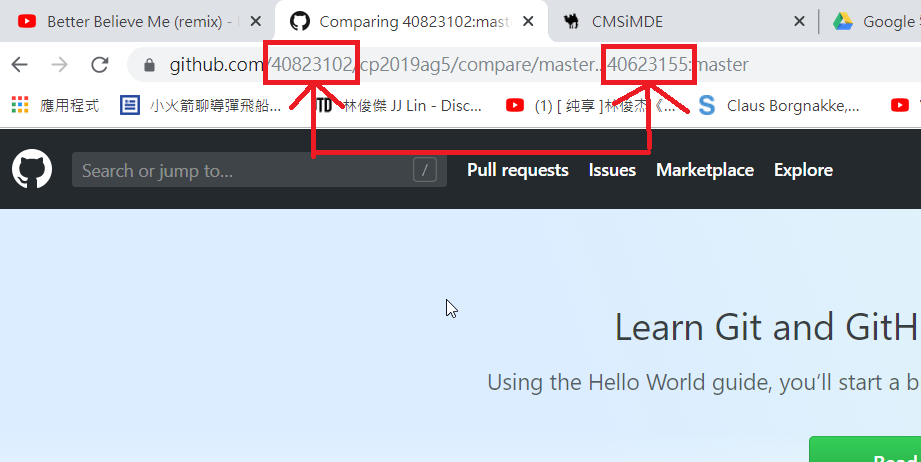 Better Believe Me (remix) -
Comparing 40823102:mast
CMSiMDE
Google
github.com/40823102/cp2019ag5/compare/master...40623155:master
應用程式
小火箭聊導彈飛船...
TD
林俊傑 JJ Lin - Disc...
(1) [ 纯享 ]林俊杰《...
Claus Borgnakke,...
Search or jump to...
/
Pull requests
Issues
Marketplace
Explore
Learn Git and GitH
Using the Hello World guide, you'll start a b
Read